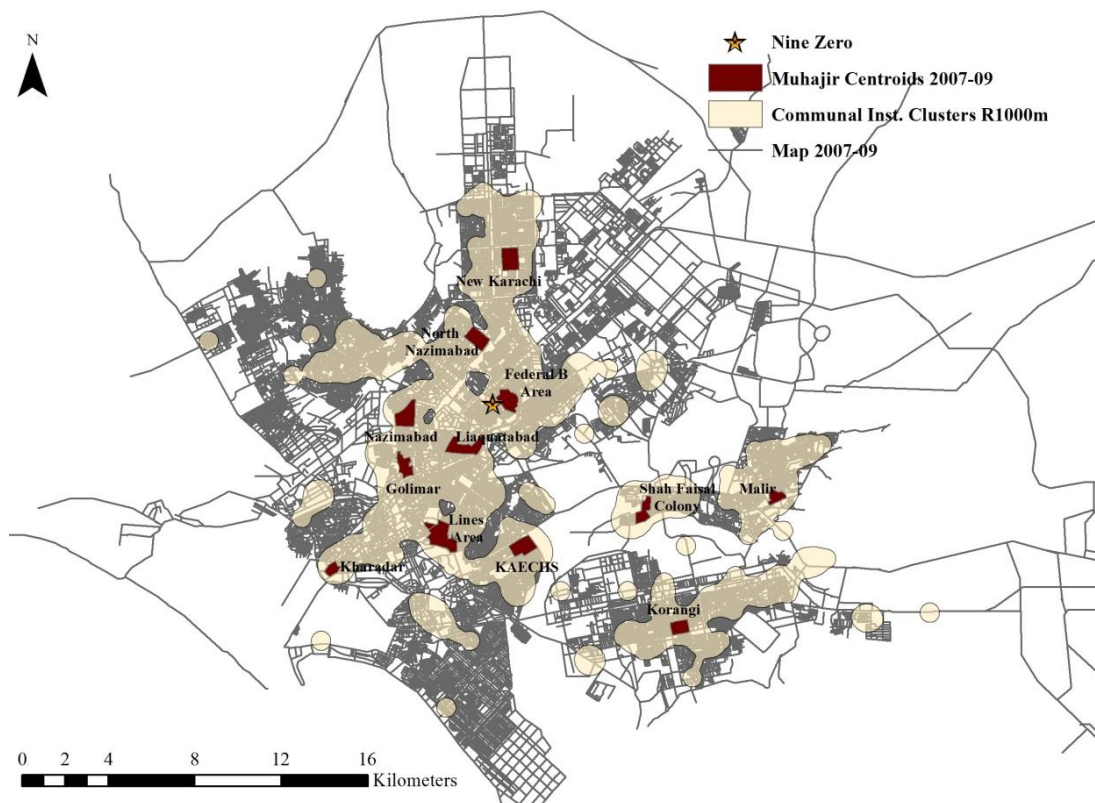 N
Nine Zero
Muhajir Centroids 2007-09
Communal Inst. Clusters R1000m
Map 2007-09
New Karachi
North
Nazimabad
Federal B
Area
Nazimabad
Liaquatabad
Golimar
Shah Faisal
Colony
Malir
Lines
Area
Kharadar
KAECHS
Korangi
0 2 4 8 12 16
Kilometers